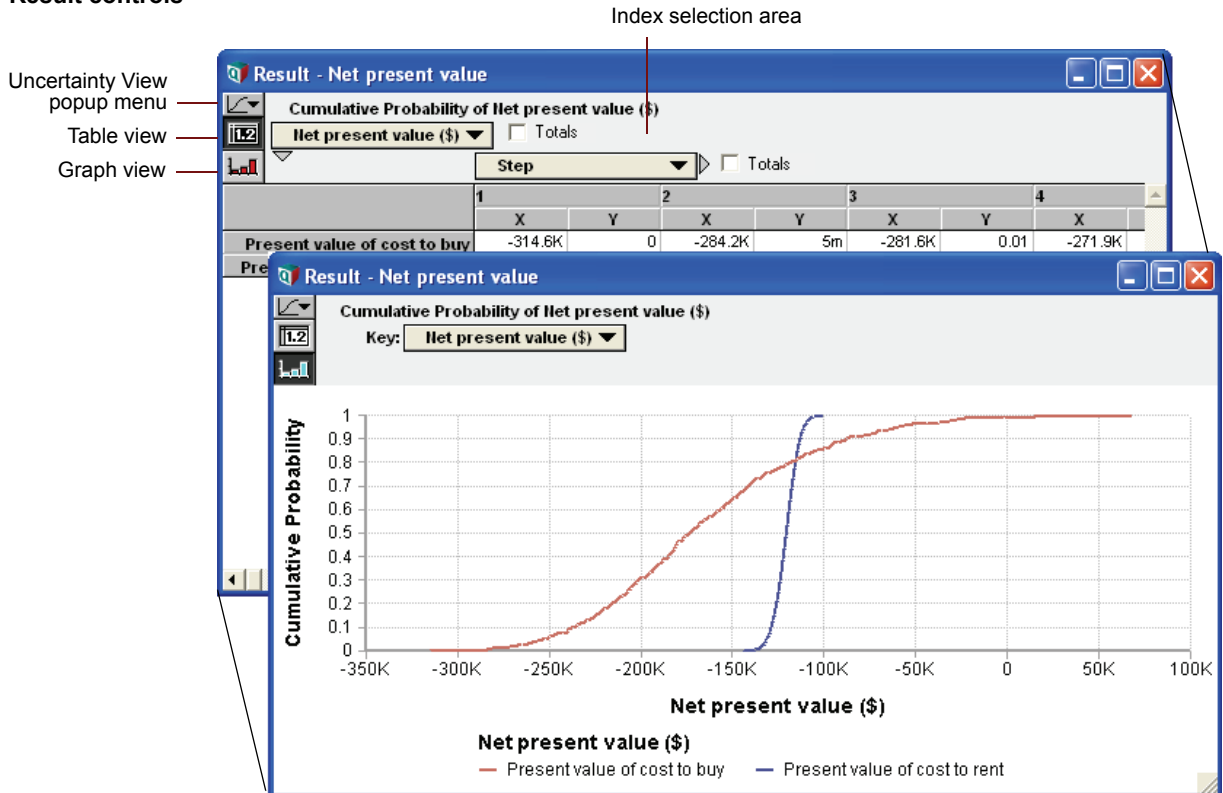 Index selection area
Uncertainty View
popup menu
Table view
Graph view
Result - Net present value
Cumulative Probability of Net present value ($)
1.2
Net present value ($)
Totals
Step
Totals
1 2 3 4
X Y X Y X Y X
Present value of cost to buy -314.6K 0 -284.2K 5m -281.6K 0.01 -271.9K
Result - Net present value
Cumulative Probability of Net present value ($)
1.2
Key: Net present value ($)
Cumulative Probability
1
0.9
0.8
0.7
0.6
0.5
0.4
0.3
0.2
0.1
0
-350K -300K -250K -200K -150K -100K -50K 0 50K 100K
Net present value ($)
Net present value ($)
Present value of cost to buy
Present value of cost to rent